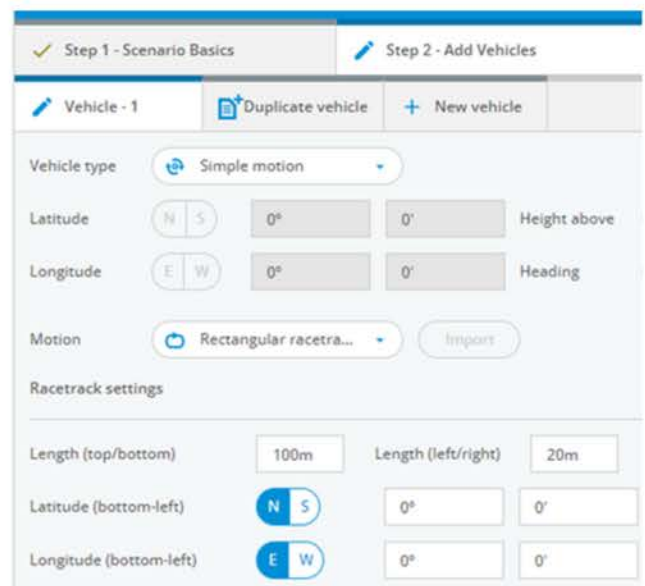 Step 1 - Scenario Basics Step 2 - Add Vehicles
Vehicle - 1 Duplicate vehicle + New vehicle
Vehicle type Simple motion
Latitude N S 0° 0' Height above
Longitude E W 0° 0' Heading
Motion Rectangular racetra... Import
Racetrack settings
Length (top/bottom) 100m Length (left/right) 20m
Latitude (bottom-left) N S 0° 0'
Longitude (bottom-left) E W 0° 0'